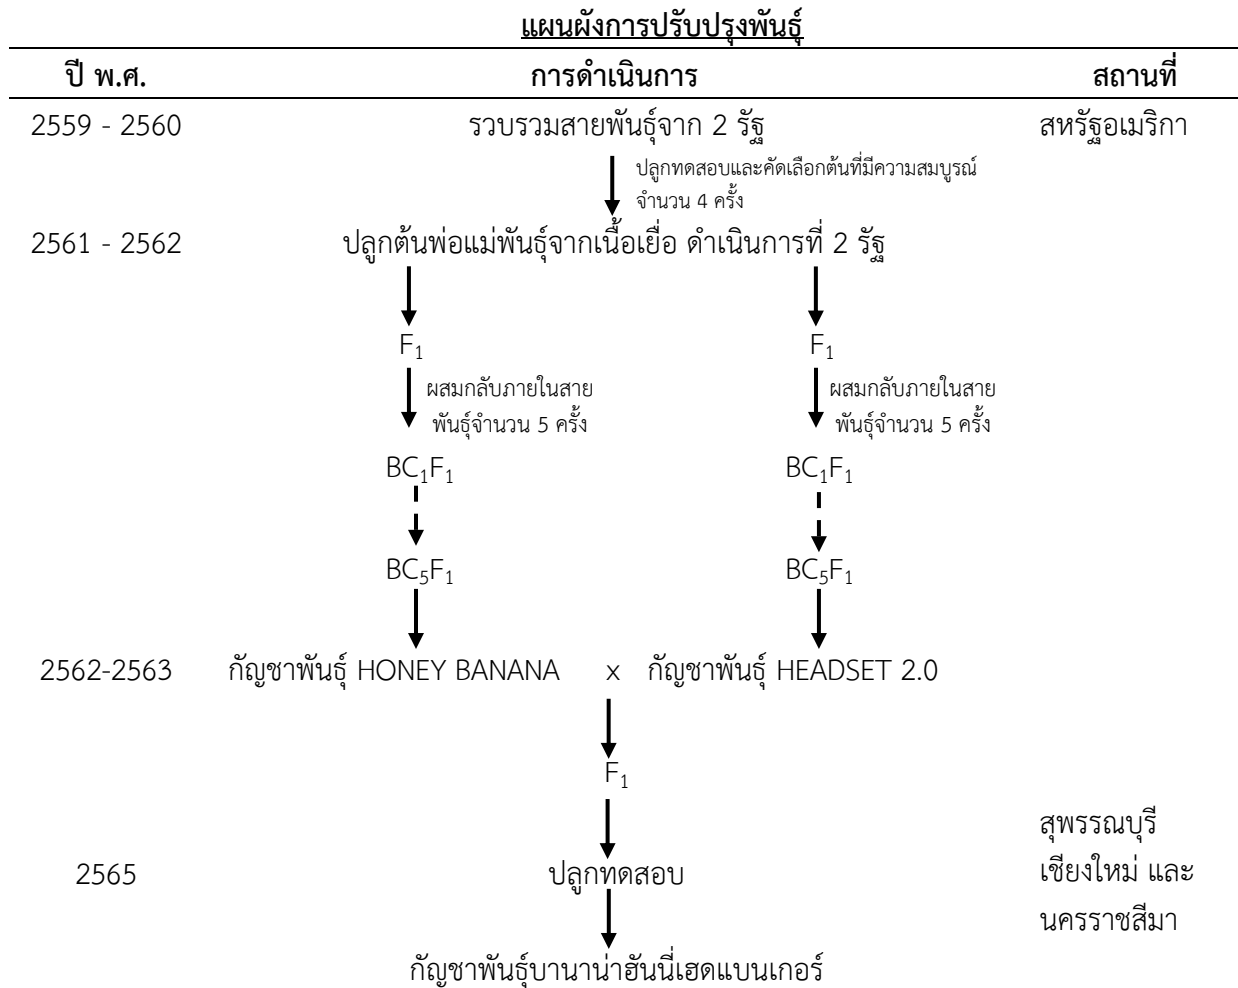 แผนผังการปรับปรุงพันธุ์
ปี พ.ศ. การดำเนินการ สถานที่
2559 - 2560 รวบรวมสายพันธุ์จาก 2 รัฐ สหรัฐอเมริกา
ปลูกทดสอบและคัดเลือกต้นที่มีความสมบูรณ์
จำนวน 4 ครั้ง
2561 - 2562 ปลูกต้นพ่อแม่พันธุ์จากเนื้อเยื่อ ดำเนินการที่ 2 รัฐ
F₁ F₁
ผสมกลับภายในสาย ผสมกลับภายในสาย
พันธุ์จำนวน 5 ครั้ง พันธุ์จำนวน 5 ครั้ง
BC₁F₁ BC₁F₁
BC₅F₁ BC₅F₁
2562-2563 กัญชาพันธุ์ HONEY BANANA x กัญชาพันธุ์ HEADSET 2.0
F₁
สุพรรณบุรี
2565 ปลูกทดสอบ เชียงใหม่ และ
นครราชสีมา
กัญชาพันธุ์บานาน่าฮันนี่เฮดแบนเกอร์